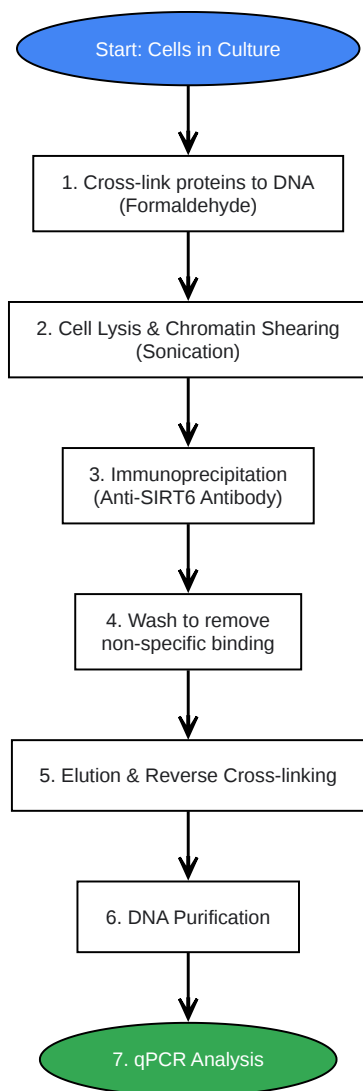 Start: Cells in Culture
1. Cross-link proteins to DNA
(Formaldehyde)
2. Cell Lysis & Chromatin Shearing
(Sonication)
3. Immunoprecipitation
(Anti-SIRT6 Antibody)
4. Wash to remove
non-specific binding
5. Elution & Reverse Cross-linking
6. DNA Purification
7. qPCR Analysis